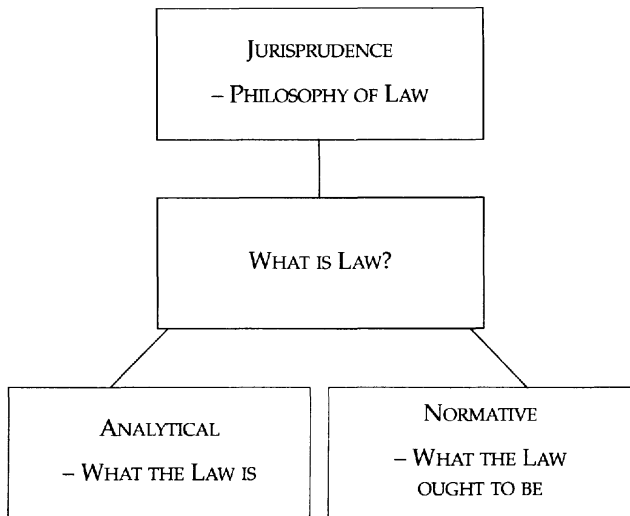 JURISPRUDENCE
– PHILOSOPHY OF LAW
WHAT IS LAW?
ANALYTICAL
– WHAT THE LAW IS
NORMATIVE
– WHAT THE LAW
OUGHT TO BE